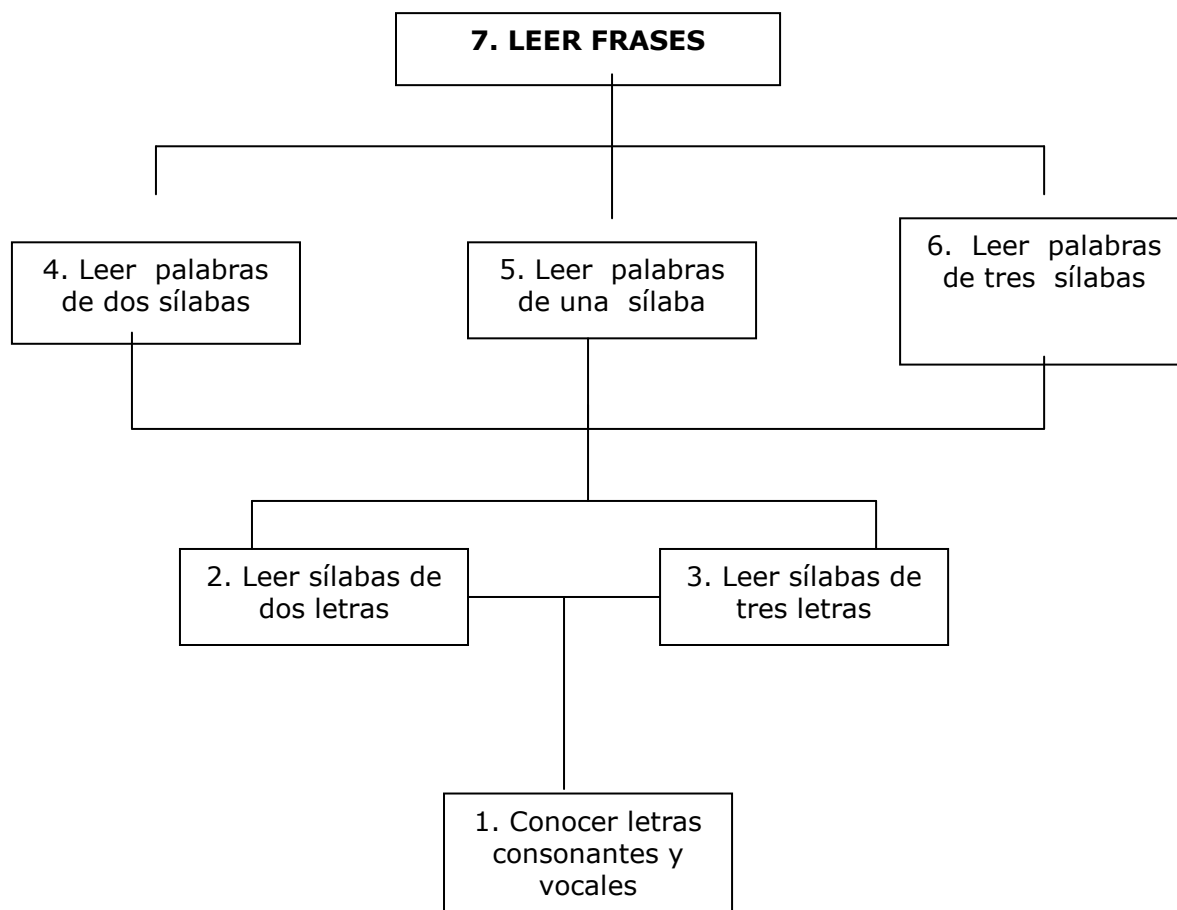 7. LEER FRASES
4. Leer palabras
de dos sílabas
5. Leer palabras
de una sílaba
6. Leer palabras
de tres sílabas
2. Leer sílabas de
dos letras
3. Leer sílabas de
tres letras
1. Conocer letras
consonantes y
vocales